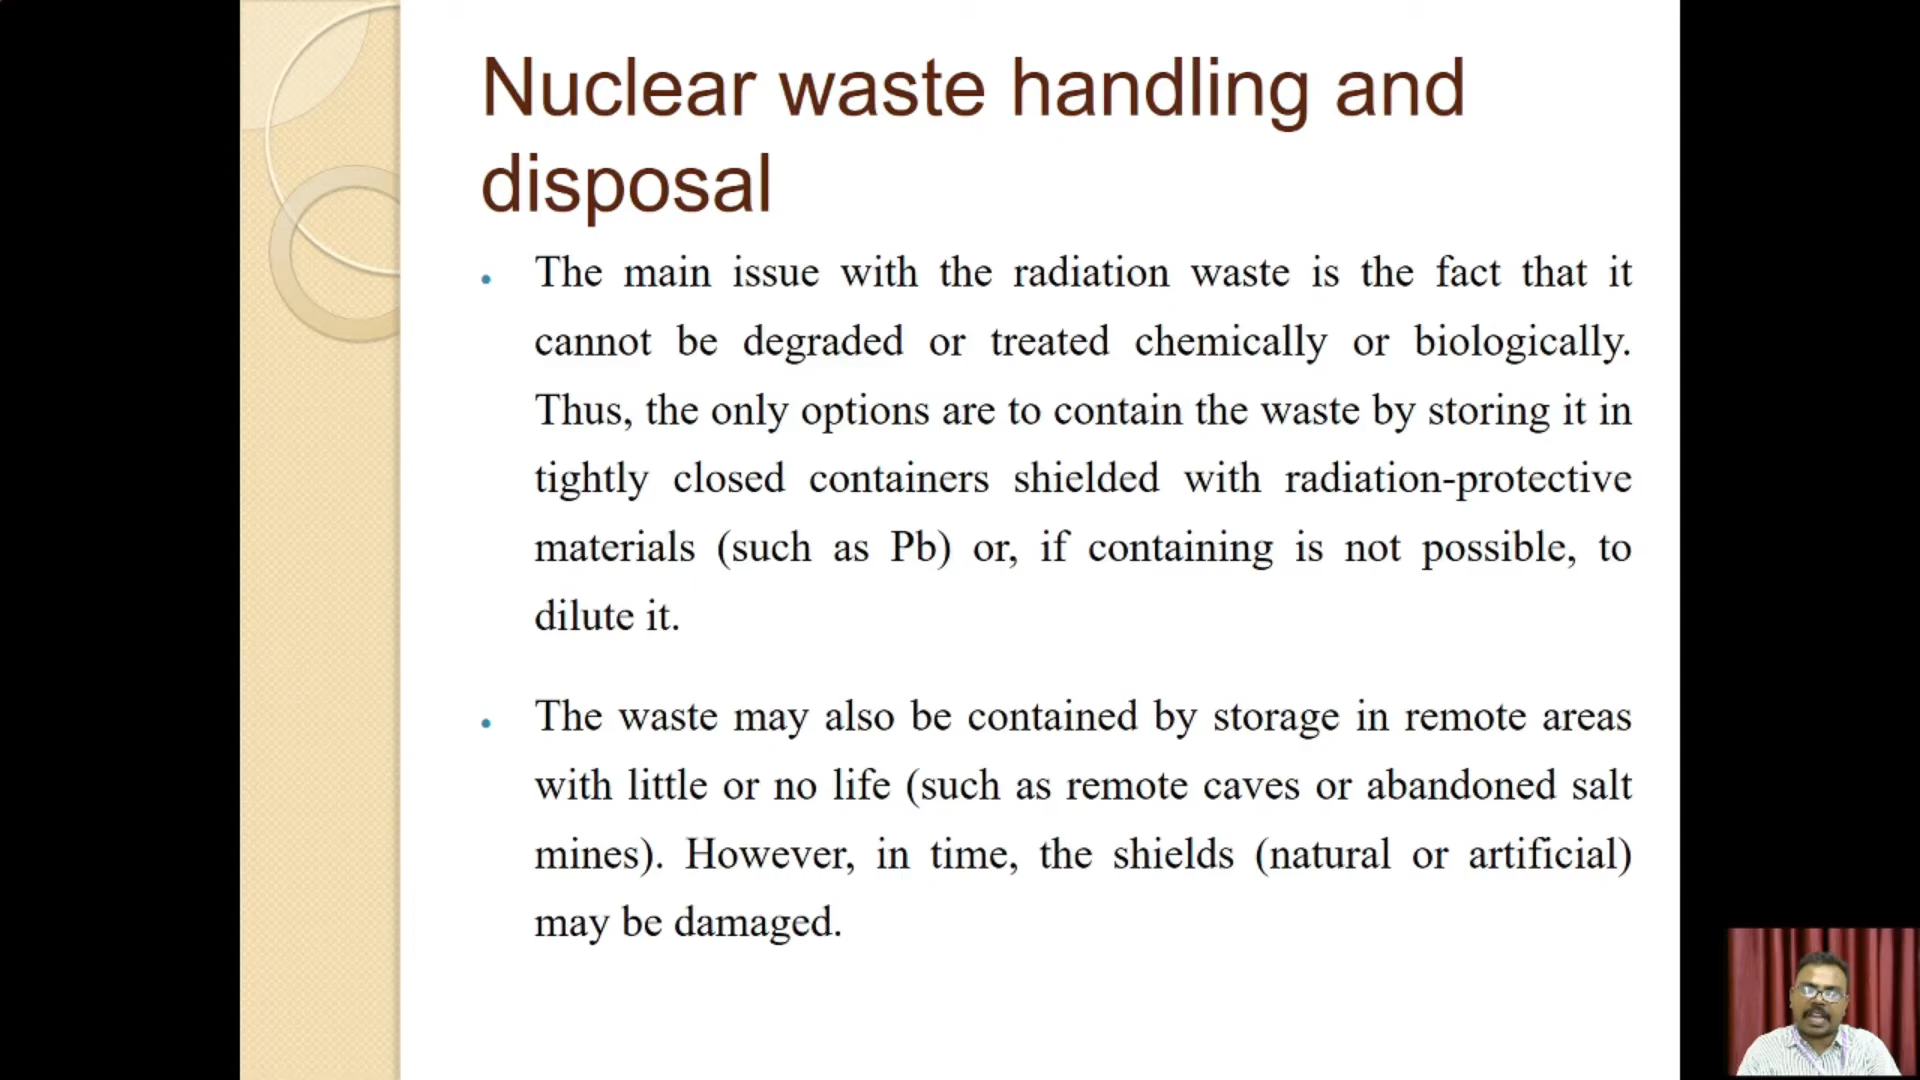 Nuclear waste handling and
disposal
• The main issue with the radiation waste is the fact that it
cannot be degraded or treated chemically or biologically.
Thus, the only options are to contain the waste by storing it in
tightly closed containers shielded with radiation-protective
materials (such as Pb) or, if containing is not possible, to
dilute it.
• The waste may also be contained by storage in remote areas
with little or no life (such as remote caves or abandoned salt
mines). However, in time, the shields (natural or artificial)
may be damaged.